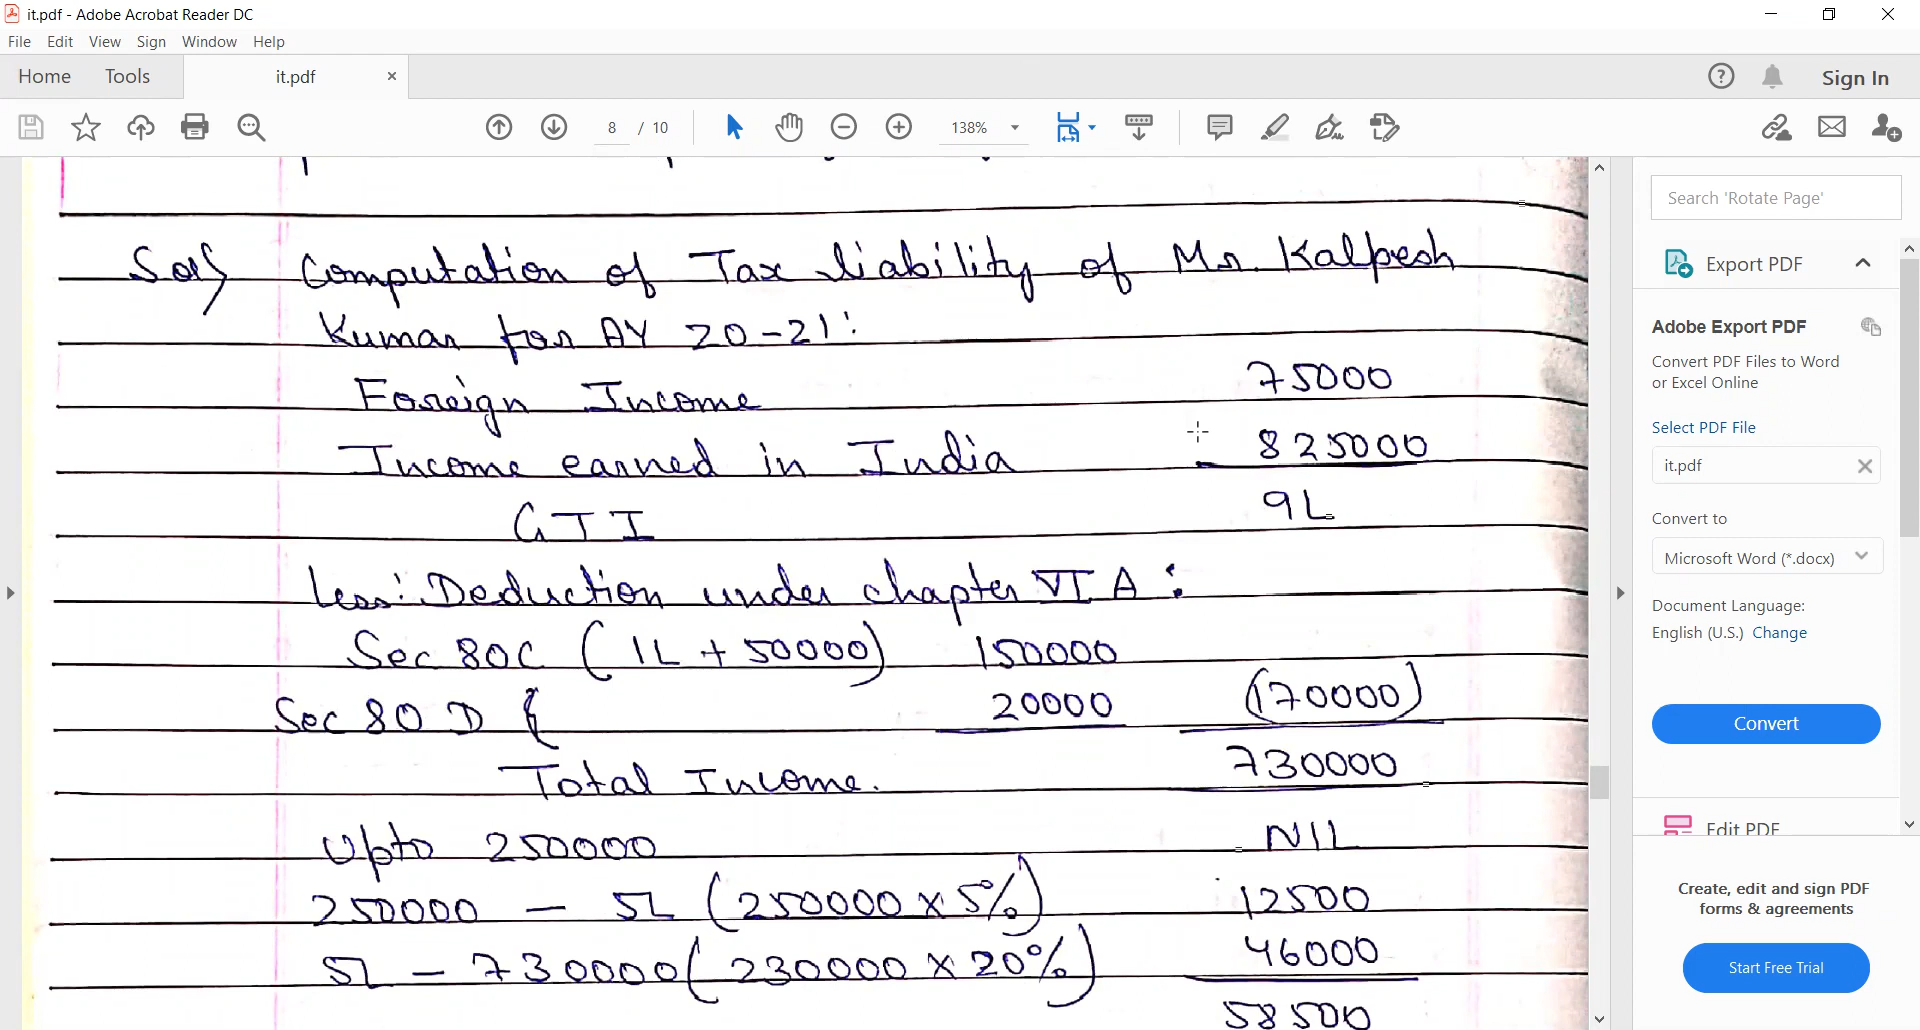 it.pdf - Adobe Acrobat Reader DC
File Edit View Sign Window Help
Home Tools it.pdf × Sign In
8 / 10 138%
Sol) Computation of Tax liability of Mr. Kalpesh
Kumar for AY 20-21:
Foreign Income 75000
Income earned in India 825000
GTI 9L
Less: Deduction under chapter VI A :
Sec 80C (1L + 50000) 150000
Sec 80 D { 20000 (170000)
Total Income. 730000
Upto 250000 NIL
250000 - 5L (250000 x 5%) 12500
5L - 730000 (230000 x 20%) 46000
58500
Search 'Rotate Page'
Export PDF
Adobe Export PDF
Convert PDF Files to Word
or Excel Online
Select PDF File
it.pdf
Convert to
Microsoft Word (*.docx)
Document Language:
English (U.S.) Change
Convert
Edit PDF
Create, edit and sign PDF
forms & agreements
Start Free Trial